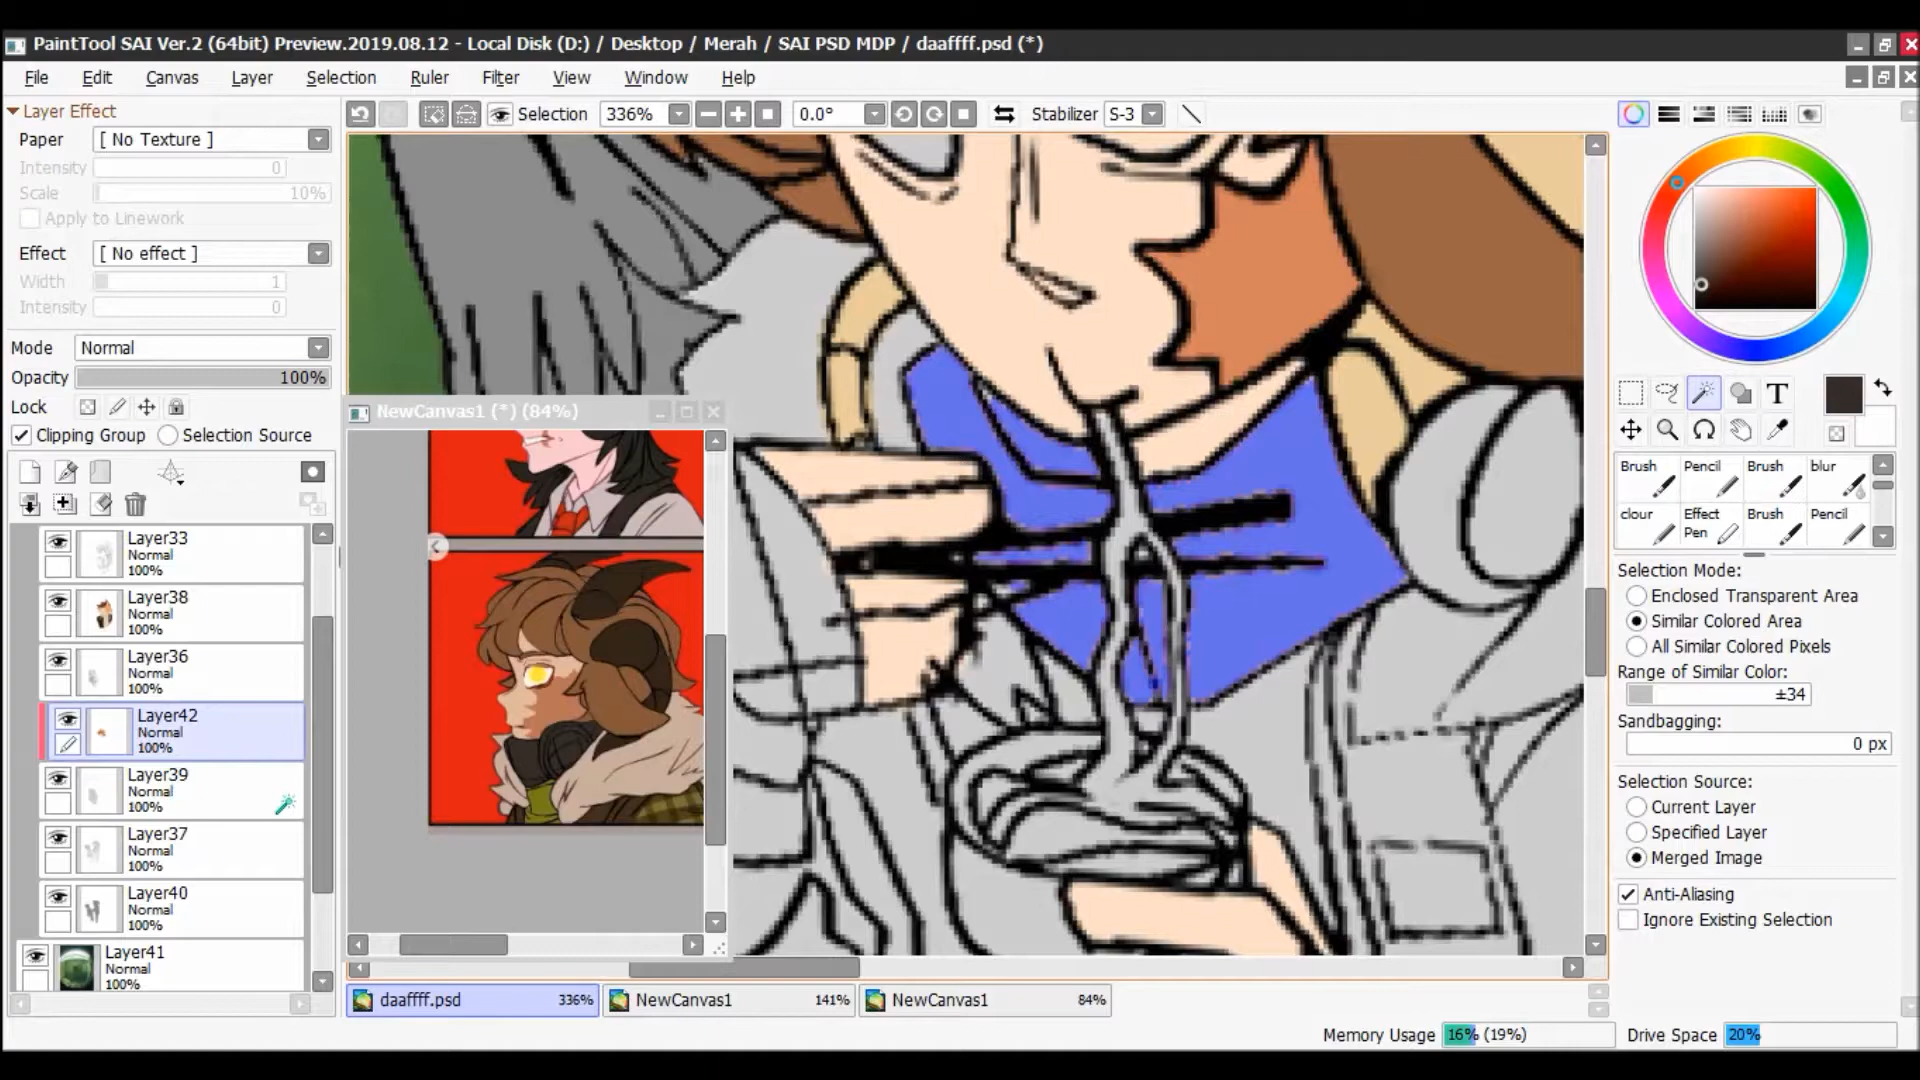 PaintTool SAI Ver.2 (64bit) Preview.2019.08.12 - Local Disk (D:) / Desktop / Merah / SAI PSD MDP / daaffff.psd (*)
File Edit Canvas Layer Selection Ruler Filter View Window Help
Layer Effect
Selection 336% 0.0° Stabilizer S-3
Paper [ No Texture ]
Intensity 0
Scale 10%
Apply to Linework
Effect [ No effect ]
Width 1
Intensity 0
Mode Normal
Opacity 100%
Lock
Clipping Group Selection Source
Layer33
Normal
100%
Layer38
Normal
100%
Layer36
Normal
100%
Layer42
Normal
100%
Layer39
Normal
100%
Layer37
Normal
100%
Layer40
Normal
100%
Layer41
Normal
100%
NewCanvas1 (*) (84%)
daaffff.psd 336% NewCanvas1 141% NewCanvas1 84%
T
Brush Pencil Brush blur
colour Effect Pen Brush Pencil
Selection Mode:
Enclosed Transparent Area
Similar Colored Area
All Similar Colored Pixels
Range of Similar Color:
±34
Sandbagging:
0 px
Selection Source:
Current Layer
Specified Layer
Merged Image
Anti-Aliasing
Ignore Existing Selection
Memory Usage 16% (19%) Drive Space 20%